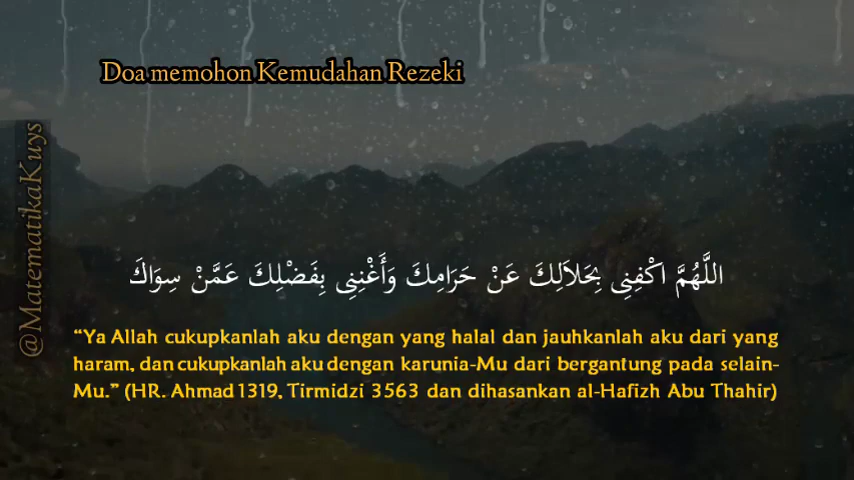 Doa memohon Kemudahan Rezeki
@MatematikaKuys
اللَّهُمَّ اكْفِنِى بِحَلاَلِكَ عَنْ حَرَامِكَ وَأَغْنِنِى بِفَضْلِكَ عَمَّنْ سِوَاكَ
“Ya Allah cukupkanlah aku dengan yang halal dan jauhkanlah aku dari yang
haram, dan cukupkanlah aku dengan karunia-Mu dari bergantung pada selain-
Mu.” (HR. Ahmad 1319, Tirmidzi 3563 dan dihasankan al-Hafizh Abu Thahir)